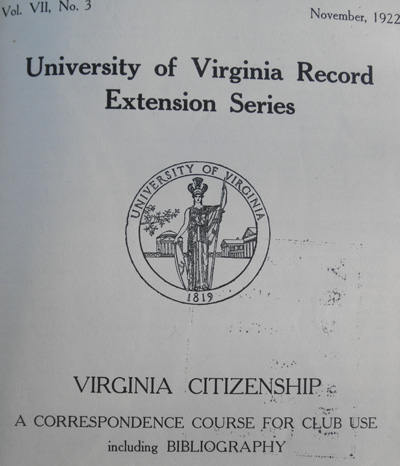 Vol. VII, No. 3
November, 1922
University of Virginia Record
Extension Series
UNIVERSITY OF VIRGINIA
1819
VIRGINIA CITIZENSHIP
A CORRESPONDENCE COURSE FOR CLUB USE
including BIBLIOGRAPHY